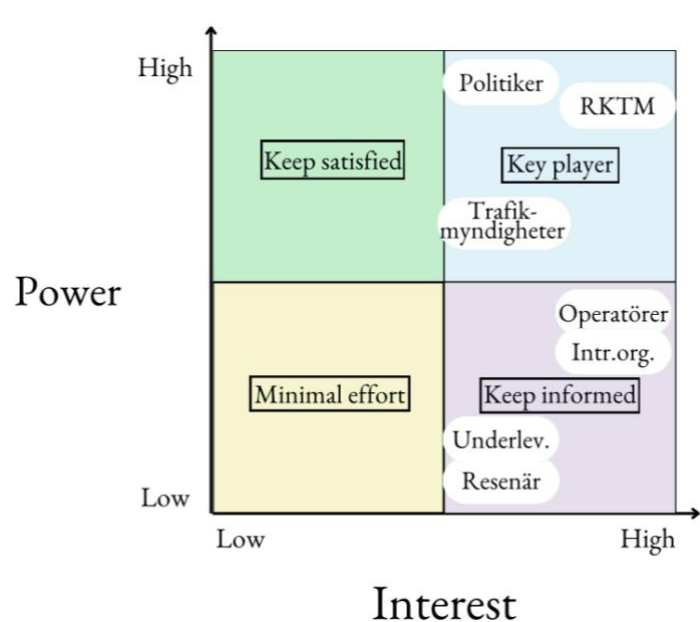 High
Politiker
RKTM
Keep satisfied
Key player
Trafik-
myndigheter
Power
Operatörer
Intr.org.
Minimal effort
Keep informed
Underlev.
Resenär
Low
Low
High
Interest